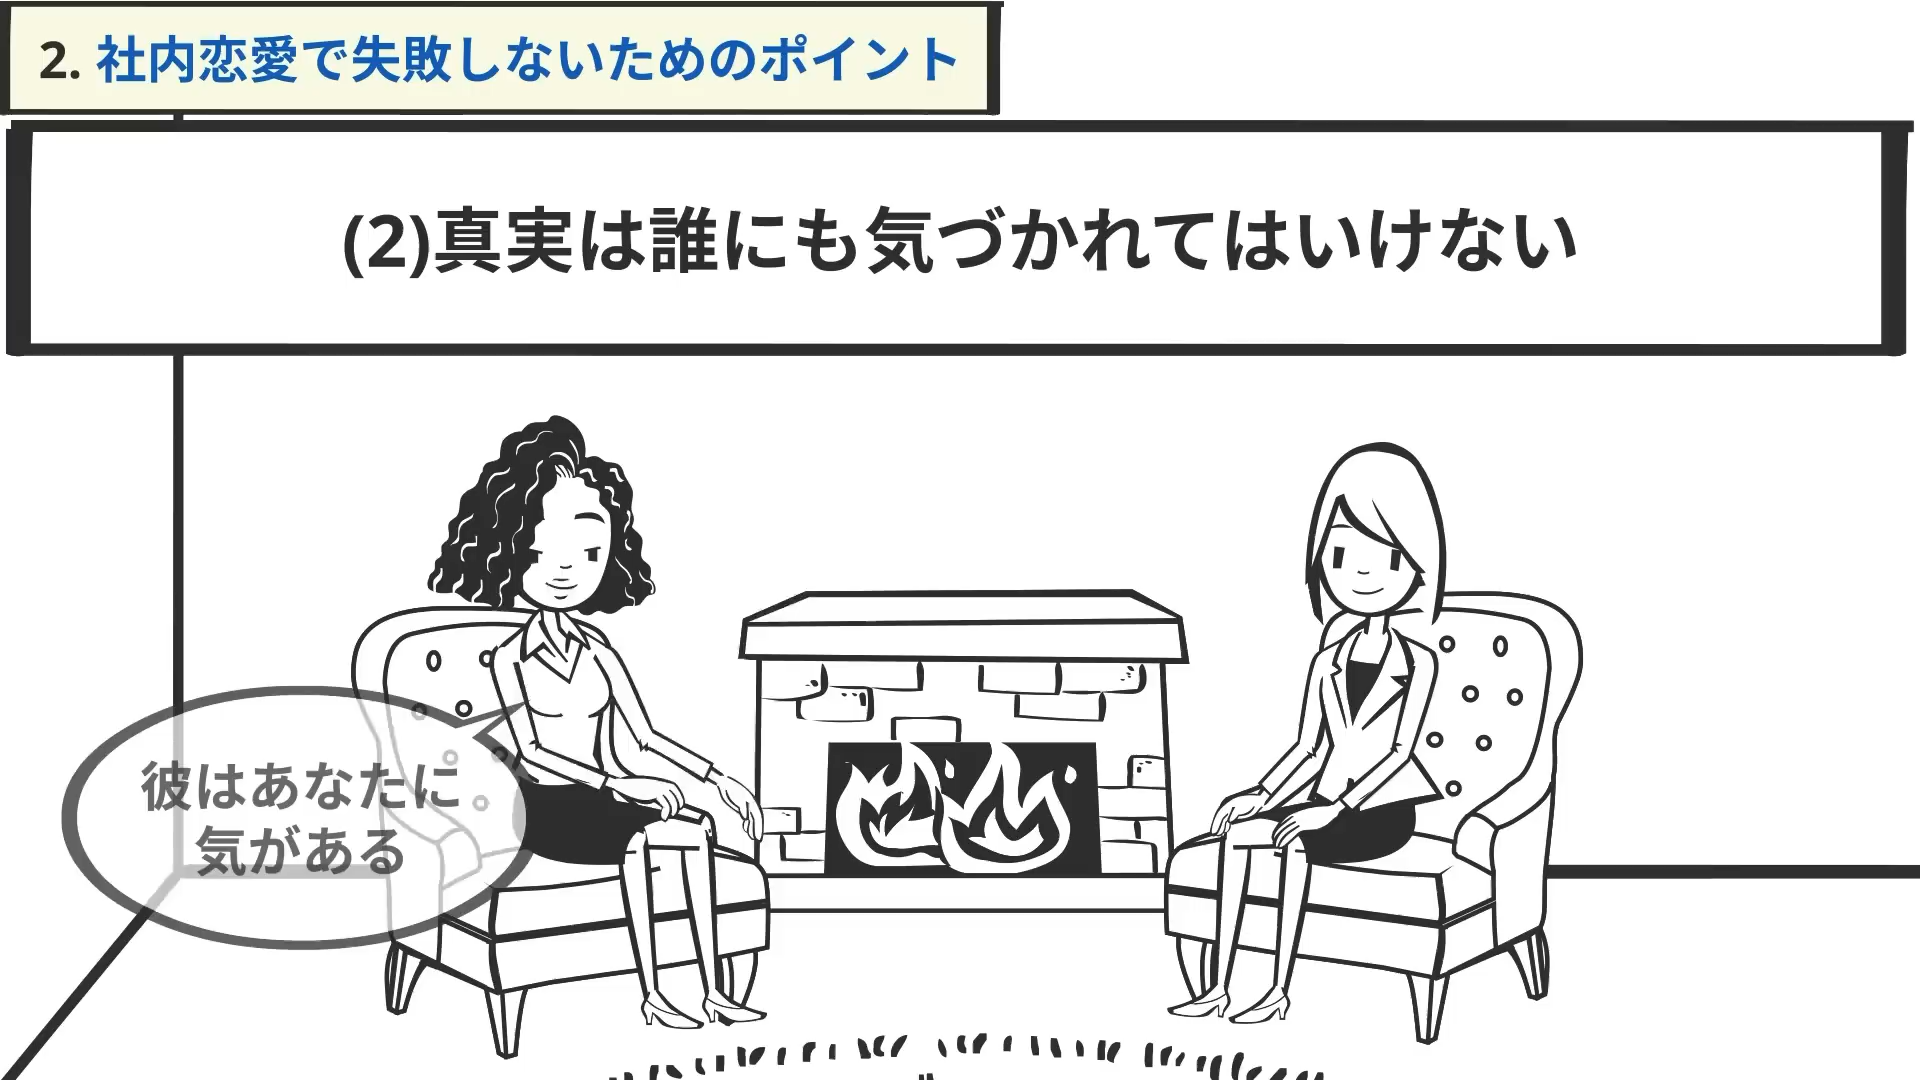 2. 社内恋愛で失敗しないためのポイント
(2)真実は誰にも気づかれてはいけない
彼はあなたに
気がある